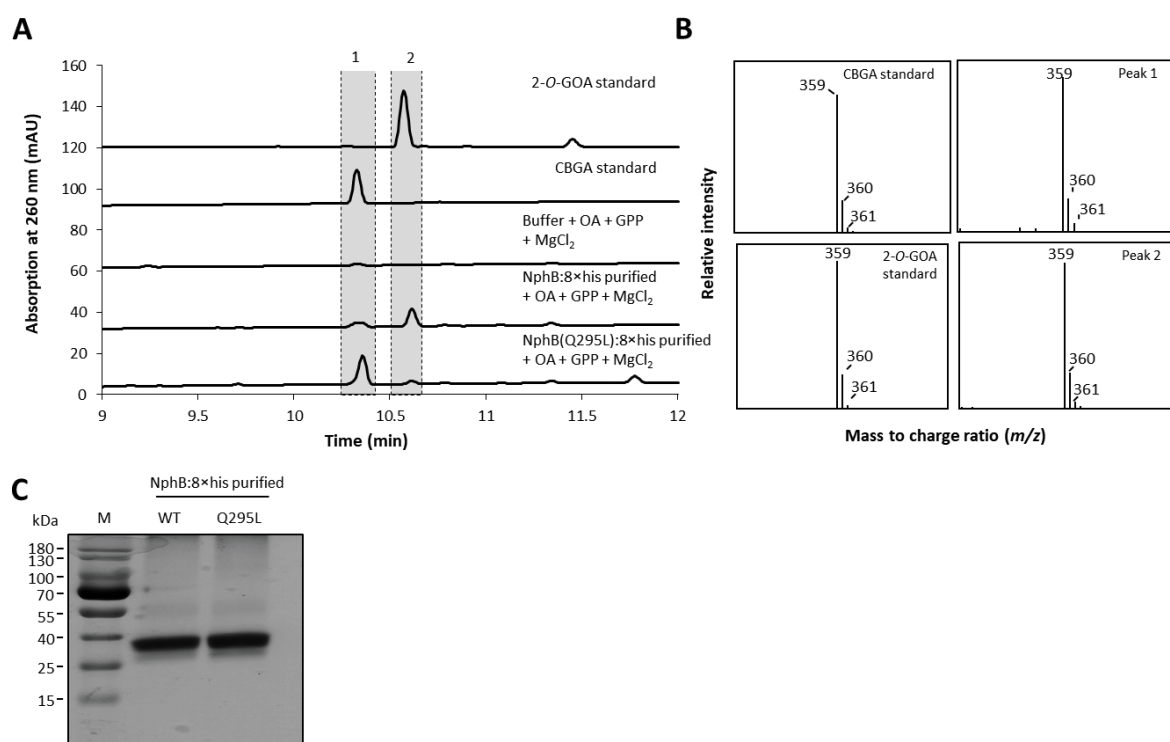 A
1 2
160
140
120
100
80
60
40
20
0
Absorption at 260 nm (mAU)
2-O-GOA standard
CBGA standard
Buffer + OA + GPP
+ MgCl₂
NphB:8×his purified
+ OA + GPP + MgCl₂
NphB(Q295L):8×his purified
+ OA + GPP + MgCl₂
9 9.5 10 10.5 11 11.5 12
Time (min)
B
Relative intensity
CBGA standard
359
360
361
Peak 1
359
360
361
2-O-GOA
standard
359
360
361
Peak 2
359
360
361
Mass to charge ratio (m/z)
C
NphB:8×his purified
kDa M WT Q295L
180
130
100
70
55
40
25
15